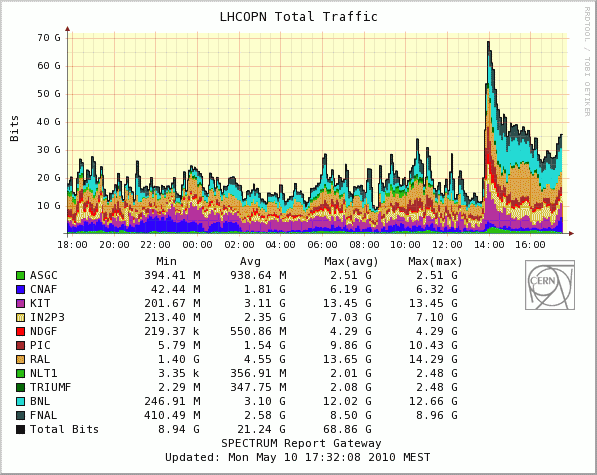 LHCOPN Total Traffic
RRDTOOL / TOBI OETIKER
Bits
70 G
60 G
50 G
40 G
30 G
20 G
10 G
18:00 20:00 22:00 00:00 02:00 04:00 06:00 08:00 10:00 12:00 14:00 16:00
Min Avg Max(avg) Max(max)
ASGC 394.41 M 938.64 M 2.51 G 2.51 G
CNAF 42.44 M 1.81 G 6.19 G 6.32 G
KIT 201.67 M 3.11 G 13.45 G 13.45 G
IN2P3 213.40 M 2.35 G 7.03 G 7.10 G
NDGF 219.37 k 550.86 M 4.29 G 4.29 G
PIC 5.79 M 1.54 G 9.86 G 10.43 G
RAL 1.40 G 4.55 G 13.65 G 14.29 G
NLT1 3.35 k 356.91 M 2.01 G 2.48 G
TRIUMF 2.29 M 347.75 M 2.08 G 2.48 G
BNL 246.91 M 3.10 G 12.02 G 12.66 G
FNAL 410.49 M 2.58 G 8.50 G 8.96 G
Total Bits 8.94 G 21.24 G 68.86 G
CERN
SPECTRUM Report Gateway
Updated: Mon May 10 17:32:08 2010 MEST